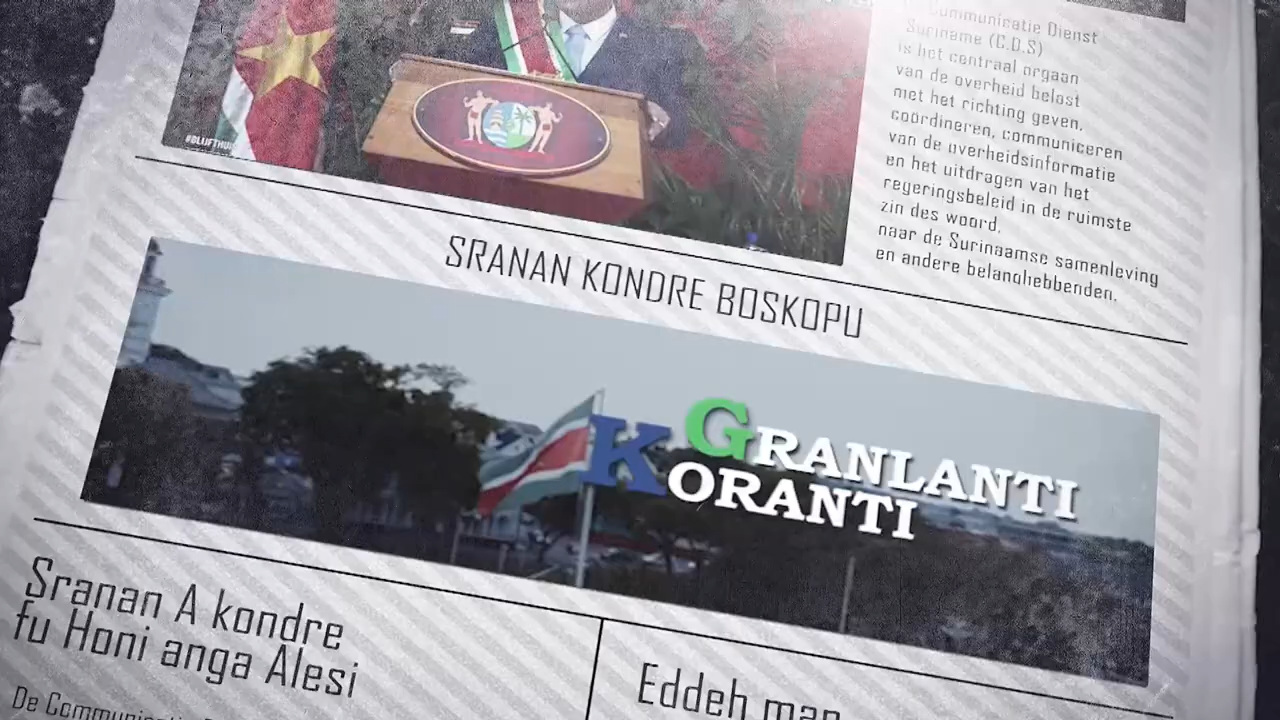 Communicatie Dienst
Suriname (C.D.S)
is het centraal orgaan
van de overheid belast
met het richting geven,
coördineren, communiceren
van de overheidsinformatie
en het uitdragen van het
regeringsbeleid in de ruimste
zin des woord,
naar de Surinaamse samenleving
en andere belanghebbenden.
SRANAN KONDRE BOSKOPU
GRANLANTI
KORANTI
Sranan A kondre
fu Honi anga Alesi
Eddeh man
De